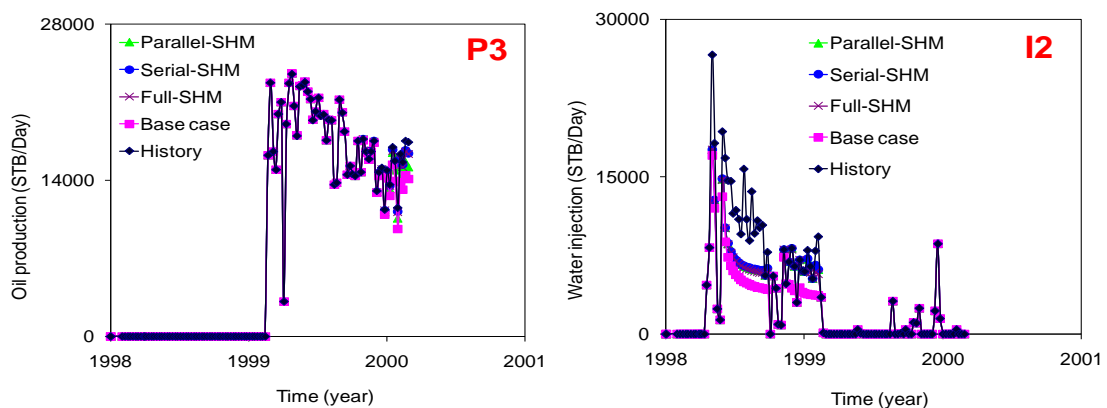 28000
14000
0
Oil production (STB/Day)
Parallel-SHM
Serial-SHM
Full-SHM
Base case
History
P3
1998
1999
2000
2001
Time (year)
30000
15000
0
Water injection (STB/Day)
Parallel-SHM
Serial-SHM
Full-SHM
Base case
History
I2
1998
1999
2000
2001
Time (year)